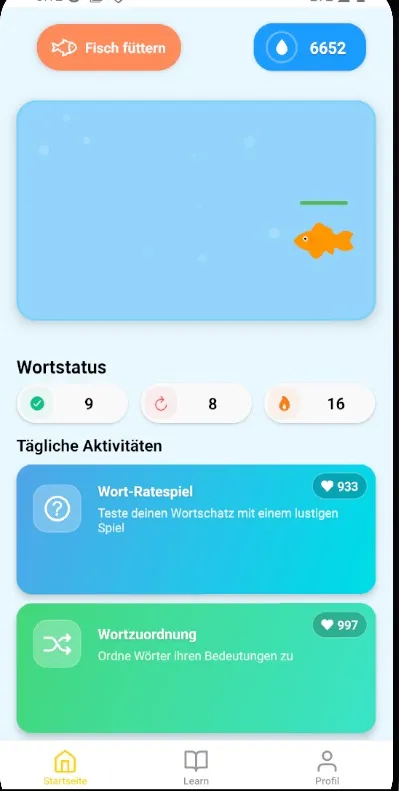 Fisch füttern
6652
Wortstatus
9
8
16
Tägliche Aktivitäten
933
Wort-Ratespiel
Teste deinen Wortschatz mit einem lustigen
Spiel
997
Wortzuordnung
Ordne Wörter ihren Bedeutungen zu
Startseite
Learn
Profil